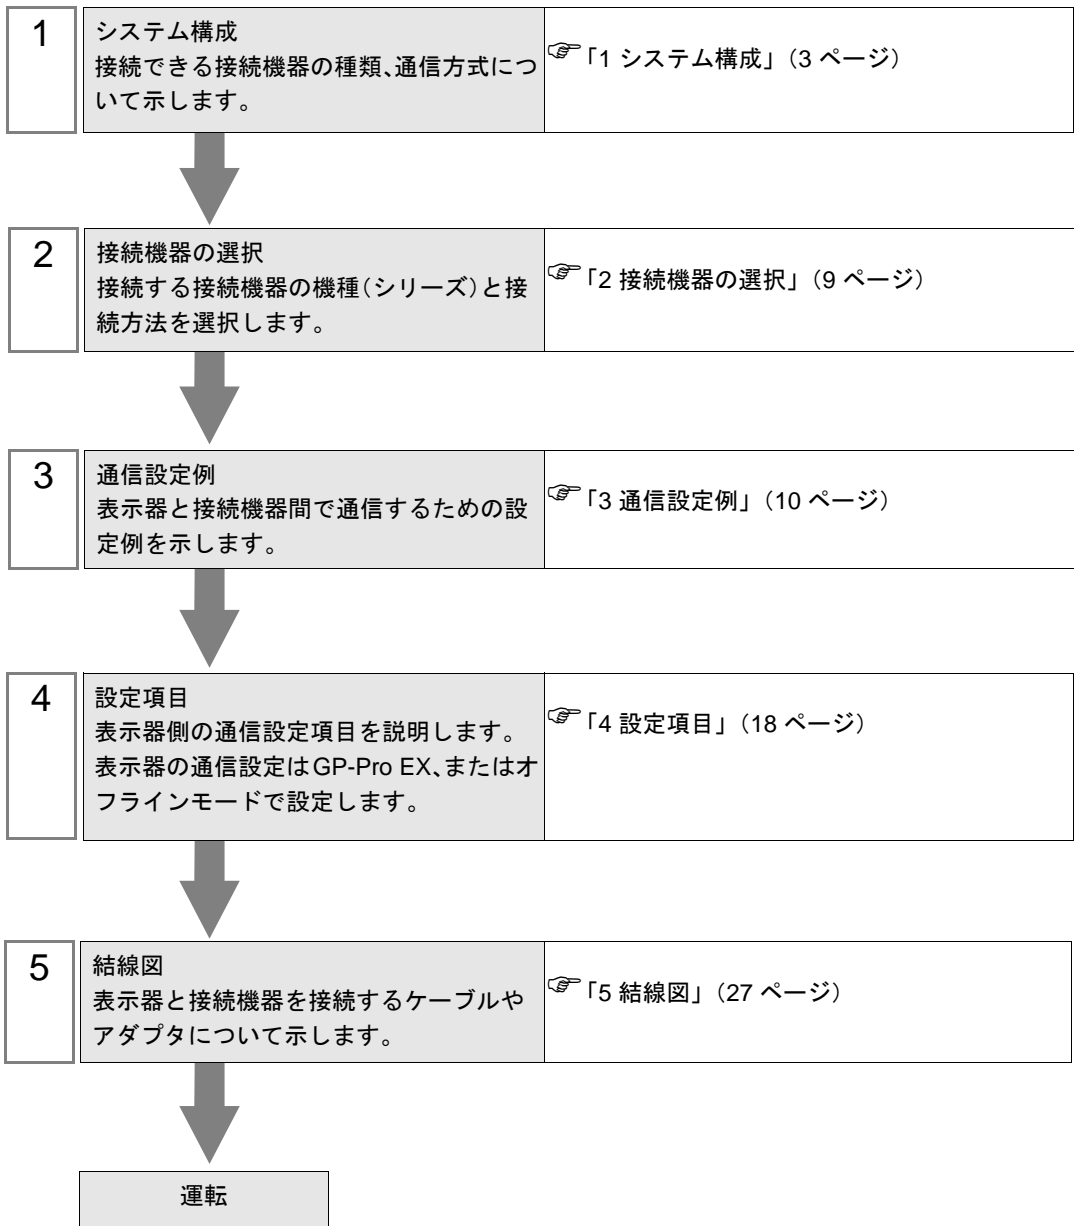 1
システム構成
接続できる接続機器の種類、通信方式につ
いて示します。
☞「1 システム構成」（3 ページ）
2
接続機器の選択
接続する接続機器の機種（シリーズ）と接
続方法を選択します。
☞「2 接続機器の選択」（9 ページ）
3
通信設定例
表示器と接続機器間で通信するための設
定例を示します。
☞「3 通信設定例」（10 ページ）
4
設定項目
表示器側の通信設定項目を説明します。
表示器の通信設定はGP-Pro EX、またはオ
フラインモードで設定します。
☞「4 設定項目」（18 ページ）
5
結線図
表示器と接続機器を接続するケーブルや
アダプタについて示します。
☞「5 結線図」（27 ページ）
運転